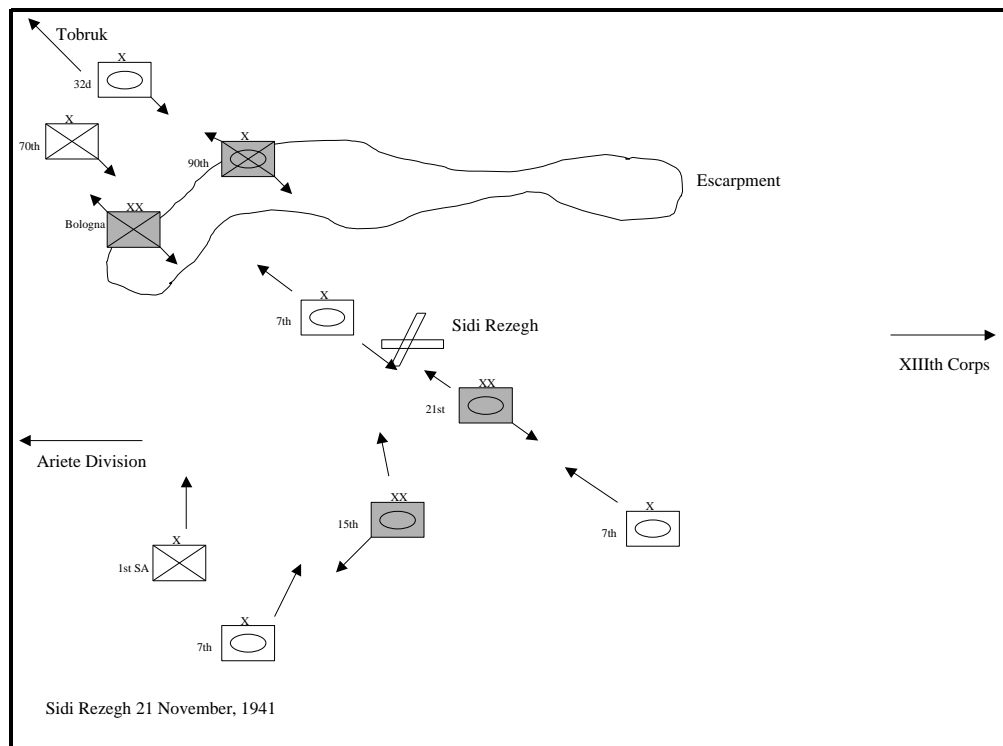 Tobruk
X
32d
X
70th
X
90th
Escarpment
XX
Bologna
X
7th
Sidi Rezegh
XIIIth Corps
XX
21st
Ariete Division
XX
15th
X
7th
X
1st SA
X
7th
Sidi Rezegh 21 November, 1941